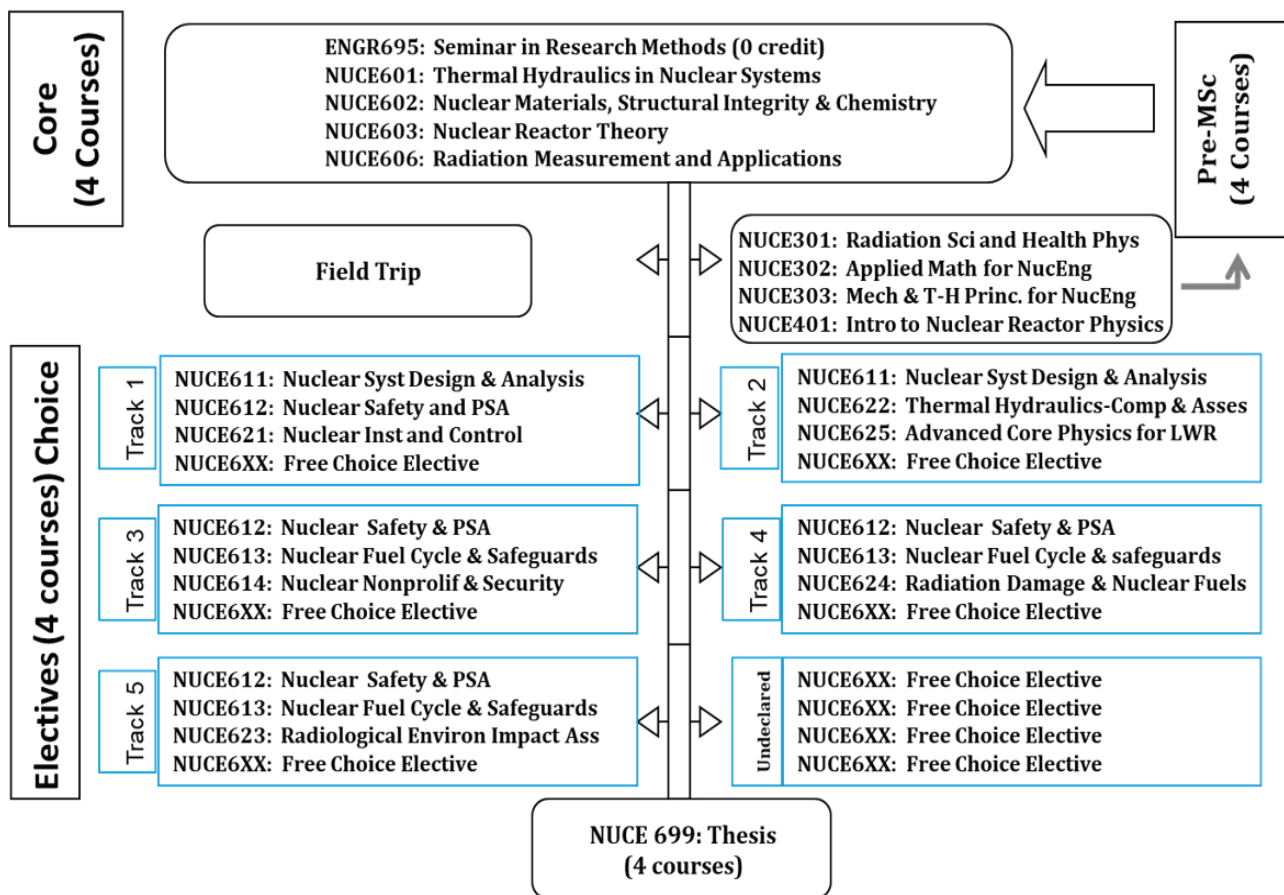 Core
(4 Courses)
ENGR695: Seminar in Research Methods (0 credit)
NUCE601: Thermal Hydraulics in Nuclear Systems
NUCE602: Nuclear Materials, Structural Integrity & Chemistry
NUCE603: Nuclear Reactor Theory
NUCE606: Radiation Measurement and Applications
Pre-MSc
(4 Courses)
Field Trip
NUCE301: Radiation Sci and Health Phys
NUCE302: Applied Math for NucEng
NUCE303: Mech & T-H Princ. for NucEng
NUCE401: Intro to Nuclear Reactor Physics
Electives (4 courses) Choice
Track 1
NUCE611: Nuclear Syst Design & Analysis
NUCE612: Nuclear Safety and PSA
NUCE621: Nuclear Inst and Control
NUCE6XX: Free Choice Elective
Track 2
NUCE611: Nuclear Syst Design & Analysis
NUCE622: Thermal Hydraulics-Comp & Asses
NUCE625: Advanced Core Physics for LWR
NUCE6XX: Free Choice Elective
Track 3
NUCE612: Nuclear Safety & PSA
NUCE613: Nuclear Fuel Cycle & Safeguards
NUCE614: Nuclear Nonprolif & Security
NUCE6XX: Free Choice Elective
Track 4
NUCE612: Nuclear Safety & PSA
NUCE613: Nuclear Fuel Cycle & safeguards
NUCE624: Radiation Damage & Nuclear Fuels
NUCE6XX: Free Choice Elective
Track 5
NUCE612: Nuclear Safety & PSA
NUCE613: Nuclear Fuel Cycle & Safeguards
NUCE623: Radiological Environ Impact Ass
NUCE6XX: Free Choice Elective
Undeclared
NUCE6XX: Free Choice Elective
NUCE6XX: Free Choice Elective
NUCE6XX: Free Choice Elective
NUCE6XX: Free Choice Elective
NUCE 699: Thesis
(4 courses)